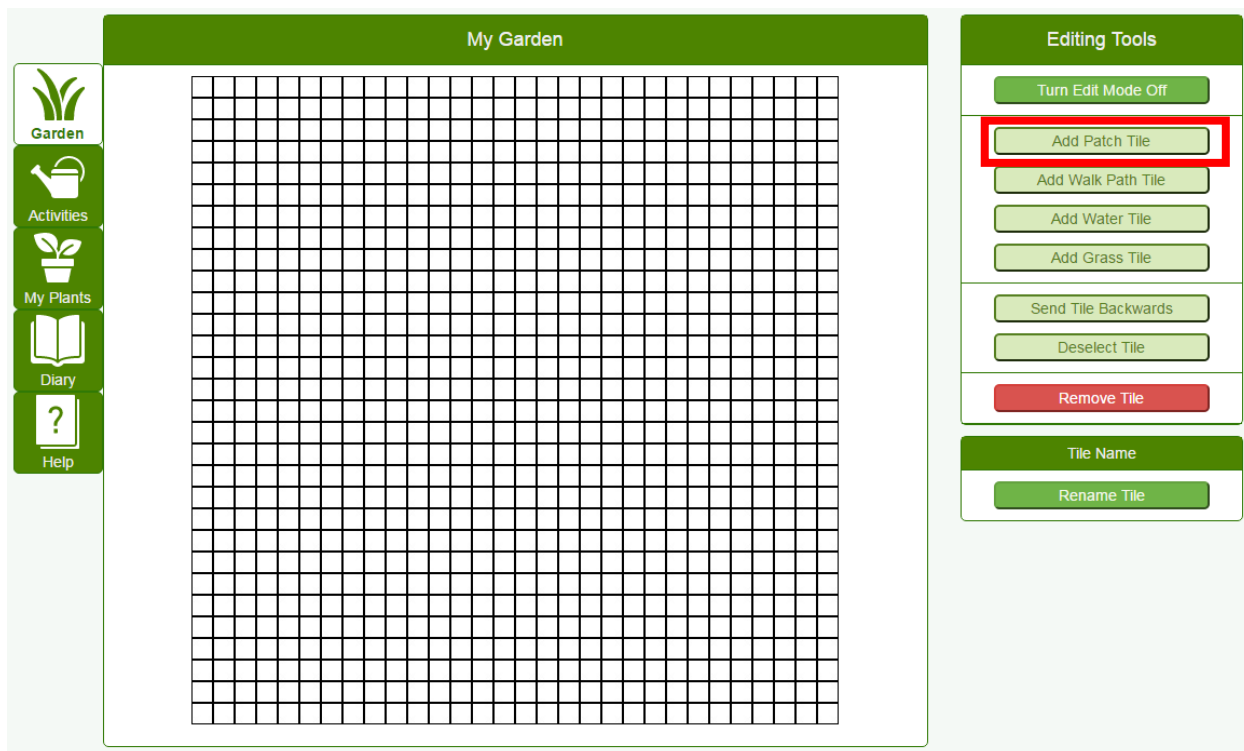 My Garden
Editing Tools
Garden
Activities
My Plants
Diary
?
Help
Turn Edit Mode Off
Add Patch Tile
Add Walk Path Tile
Add Water Tile
Add Grass Tile
Send Tile Backwards
Deselect Tile
Remove Tile
Tile Name
Rename Tile